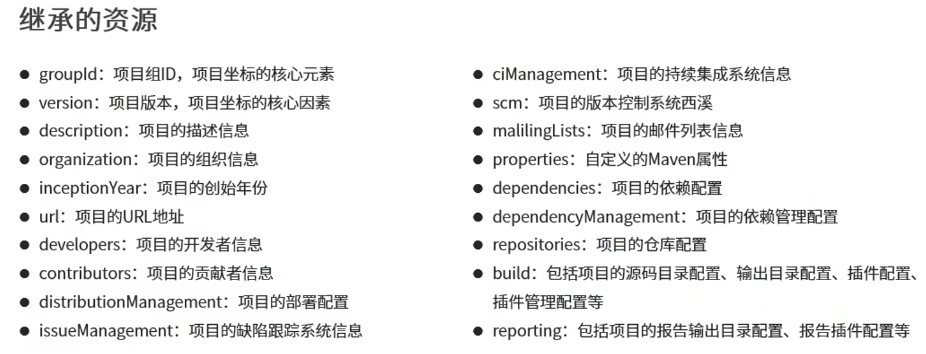 继承的资源
● groupId：项目组ID，项目坐标的核心元素
● version：项目版本，项目坐标的核心因素
● description：项目的描述信息
● organization：项目的组织信息
● inceptionYear：项目的创始年份
● url：项目的URL地址
● developers：项目的开发者信息
● contributors：项目的贡献者信息
● distributionManagement：项目的部署配置
● issueManagement：项目的缺陷跟踪系统信息
● ciManagement：项目的持续集成系统信息
● scm：项目的版本控制系统西溪
● malilingLists：项目的邮件列表信息
● properties：自定义的Maven属性
● dependencies：项目的依赖配置
● dependencyManagement：项目的依赖管理配置
● repositories：项目的仓库配置
● build：包括项目的源码目录配置、输出目录配置、插件配置、
插件管理配置等
● reporting：包括项目的报告输出目录配置、报告插件配置等